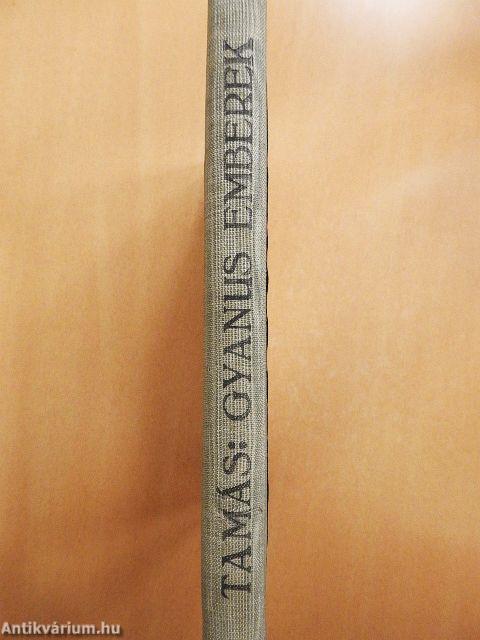 TAMÁS: GYANUS EMBEREK
Antikvárium.hu